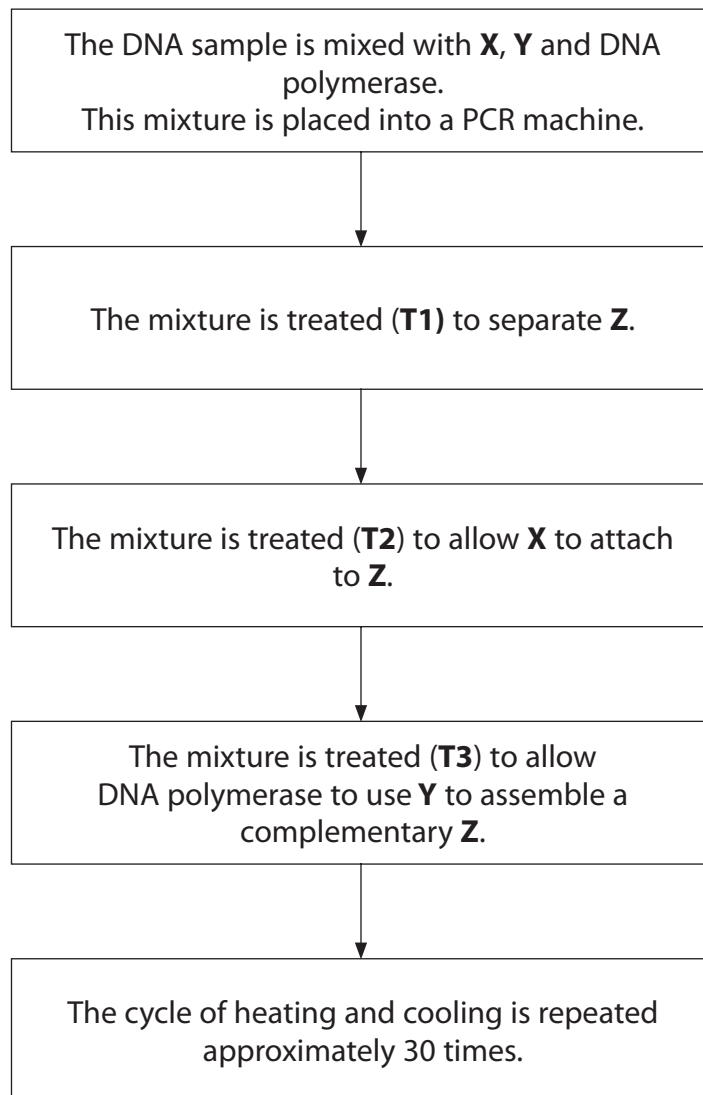 The DNA sample is mixed with X, Y and DNA
polymerase.
This mixture is placed into a PCR machine.
The mixture is treated (T1) to separate Z.
The mixture is treated (T2) to allow X to attach
to Z.
The mixture is treated (T3) to allow
DNA polymerase to use Y to assemble a
complementary Z.
The cycle of heating and cooling is repeated
approximately 30 times.